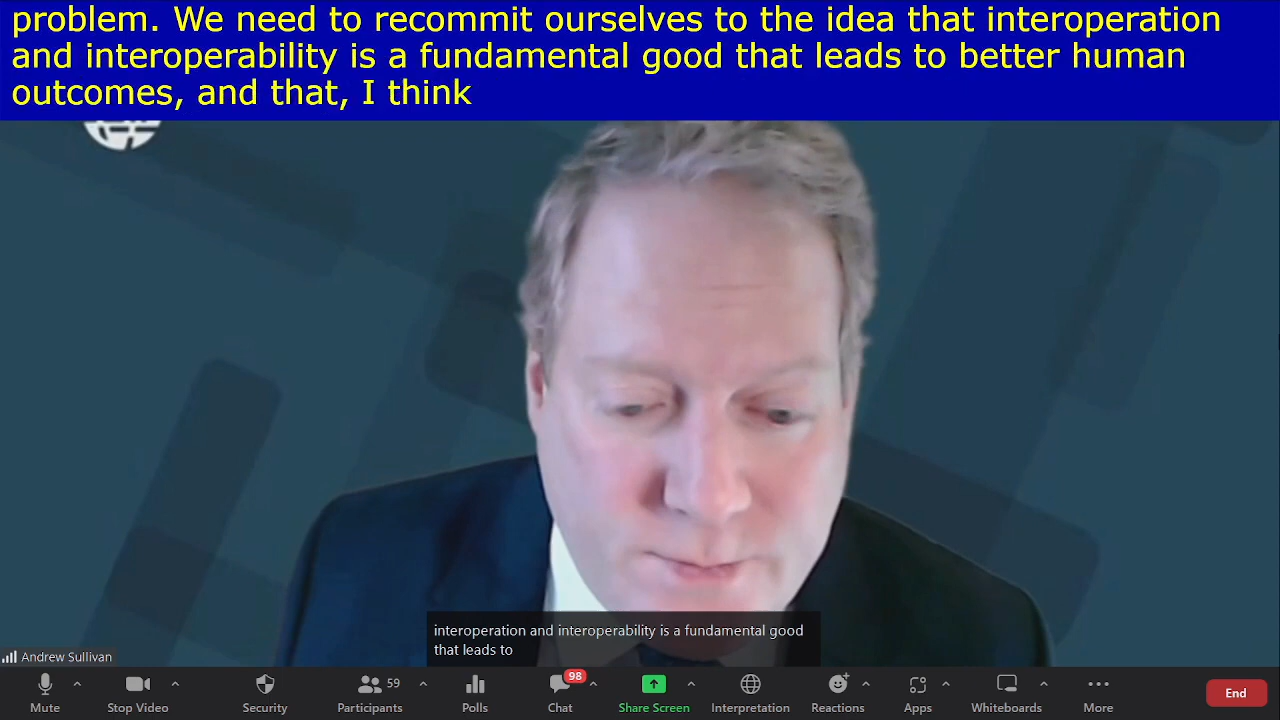 problem. We need to recommit ourselves to the idea that interoperation
and interoperability is a fundamental good that leads to better human
outcomes, and that, I think
interoperation and interoperability is a fundamental good
that leads to
Andrew Sullivan
59
98
Mute
Stop Video
Security
Participants
Polls
Chat
Share Screen
Interpretation
Reactions
Apps
Whiteboards
More
End